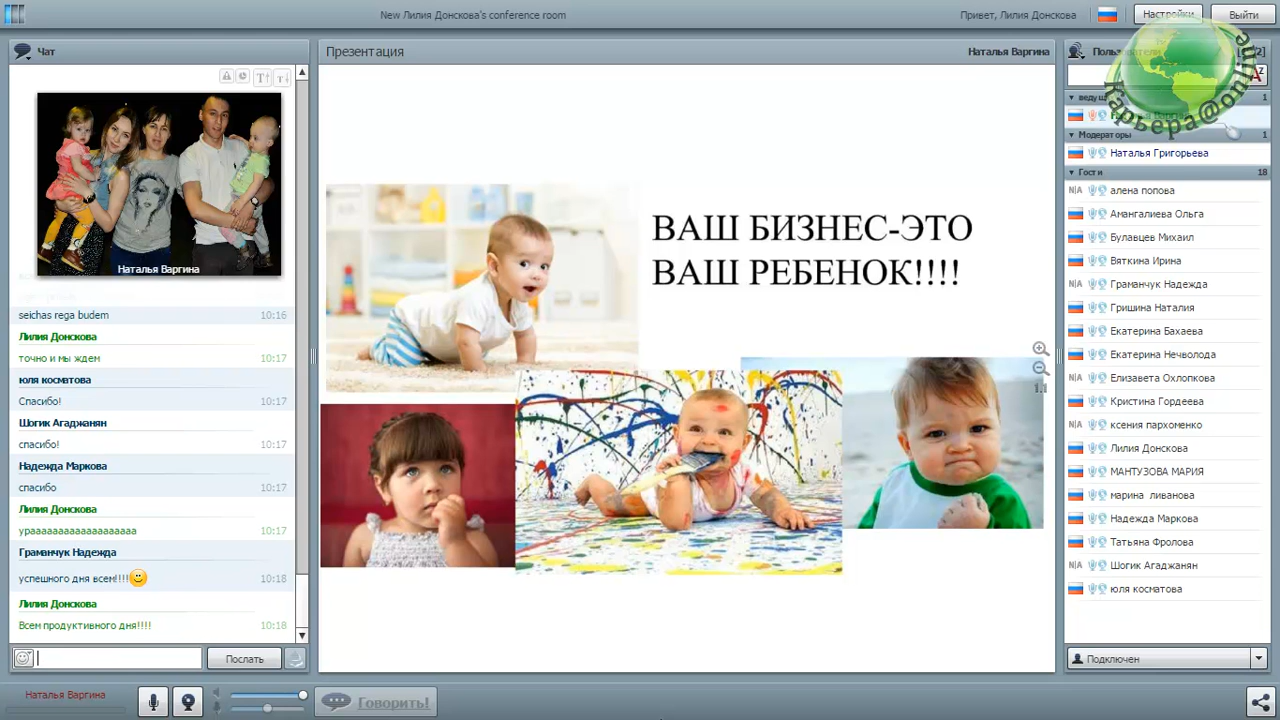 New Лилия Донскова's conference room
Привет, Лилия Донскова
Настройки
Выйти
Чат
Наталья Варгина
seichas rega budem 10:16
Лилия Донскова
точно и мы ждем 10:17
юля косматова
Спасибо! 10:17
Шогик Агаджанян
спасибо! 10:17
Надежда Маркова
спасибо 10:17
Лилия Донскова
урааааааааааааааааааа 10:17
Граманчук Надежда
успешного дня всем!!!! 10:18
Лилия Донскова
Всем продуктивного дня!!!! 10:18
Послать
Презентация
Наталья Варгина
ВАШ БИЗНЕС-ЭТО
ВАШ РЕБЕНОК!!!!
1:1
Карьера@online
Модераторы 1
Наталья Григорьева
Гости 18
N/A алена попова
Амангалиева Ольга
Булавцев Михаил
Вяткина Ирина
N/A Граманчук Надежда
Гришина Наталия
Екатерина Бахаева
Екатерина Нечволода
N/A Елизавета Охлопкова
Кристина Гордеева
N/A ксения пархоменко
Лилия Донскова
МАНТУЗОВА МАРИЯ
марина ливанова
Надежда Маркова
Татьяна Фролова
N/A Шогик Агаджанян
юля косматова
Подключен
Наталья Варгина
Говорить!